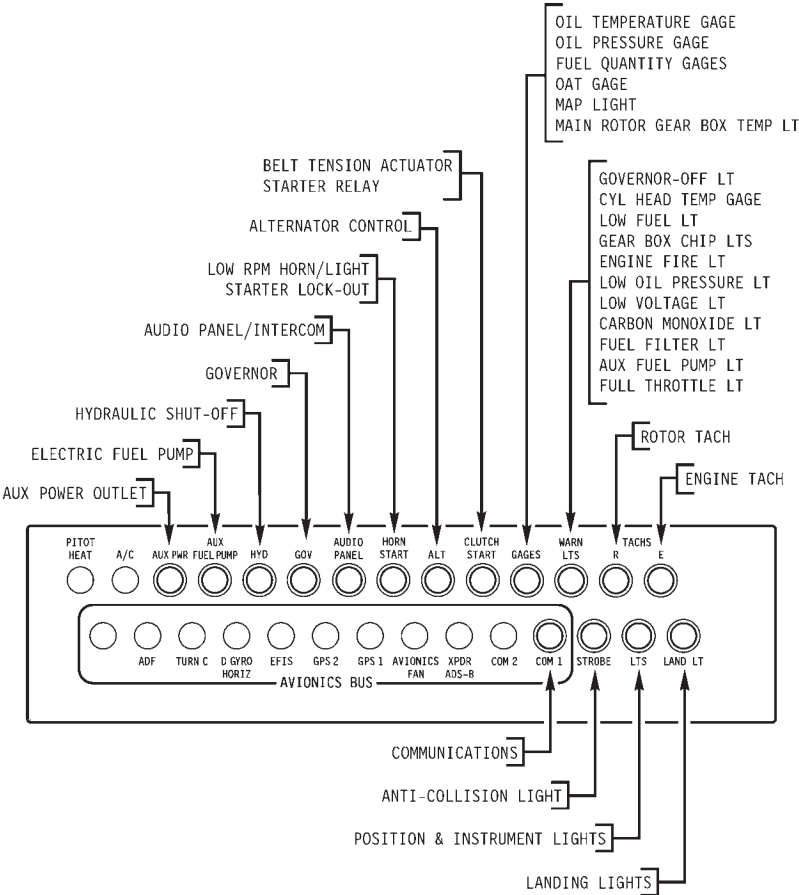 OIL TEMPERATURE GAGE
OIL PRESSURE GAGE
FUEL QUANTITY GAGES
OAT GAGE
MAP LIGHT
MAIN ROTOR GEAR BOX TEMP LT
BELT TENSION ACTUATOR
STARTER RELAY
GOVERNOR-OFF LT
CYL HEAD TEMP GAGE
LOW FUEL LT
GEAR BOX CHIP LTS
ENGINE FIRE LT
LOW OIL PRESSURE LT
LOW VOLTAGE LT
CARBON MONOXIDE LT
FUEL FILTER LT
AUX FUEL PUMP LT
FULL THROTTLE LT
ALTERNATOR CONTROL
LOW RPM HORN/LIGHT
STARTER LOCK-OUT
AUDIO PANEL/INTERCOM
GOVERNOR
HYDRAULIC SHUT-OFF
ELECTRIC FUEL PUMP
AUX POWER OUTLET
ROTOR TACH
ENGINE TACH
PITOT
HEAT
A/C
AUX PWR
AUX
FUEL PUMP
HYD
GOV
AUDIO
PANEL
HORN
START
ALT
CLUTCH
START
GAGES
WARN
LTS
TACHS
R
E
ADF
TURN C
D GYRO
HORIZ
EFIS
GPS 2
GPS 1
AVIONICS
FAN
XPDR
ADS-B
COM 2
COM 1
STROBE
LTS
LAND LT
AVIONICS BUS
COMMUNICATIONS
ANTI-COLLISION LIGHT
POSITION & INSTRUMENT LIGHTS
LANDING LIGHTS